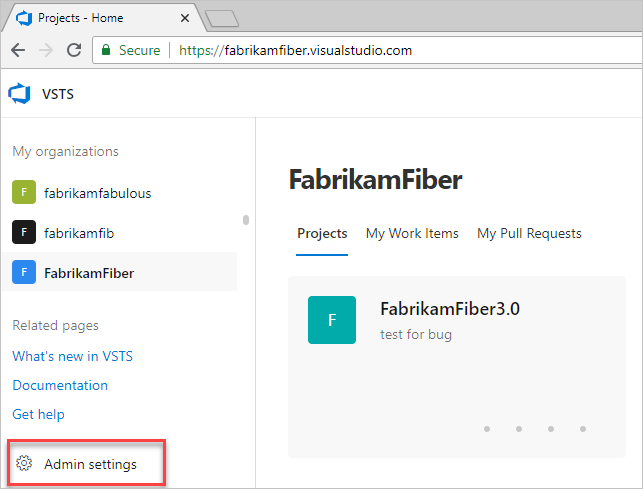 Projects - Home
Secure https://fabrikamfiber.visualstudio.com
VSTS
My organizations
F fabrikamfabulous
F fabrikamfib
F FabrikamFiber
Related pages
What's new in VSTS
Documentation
Get help
Admin settings
FabrikamFiber
Projects My Work Items My Pull Requests
F
FabrikamFiber3.0
test for bug